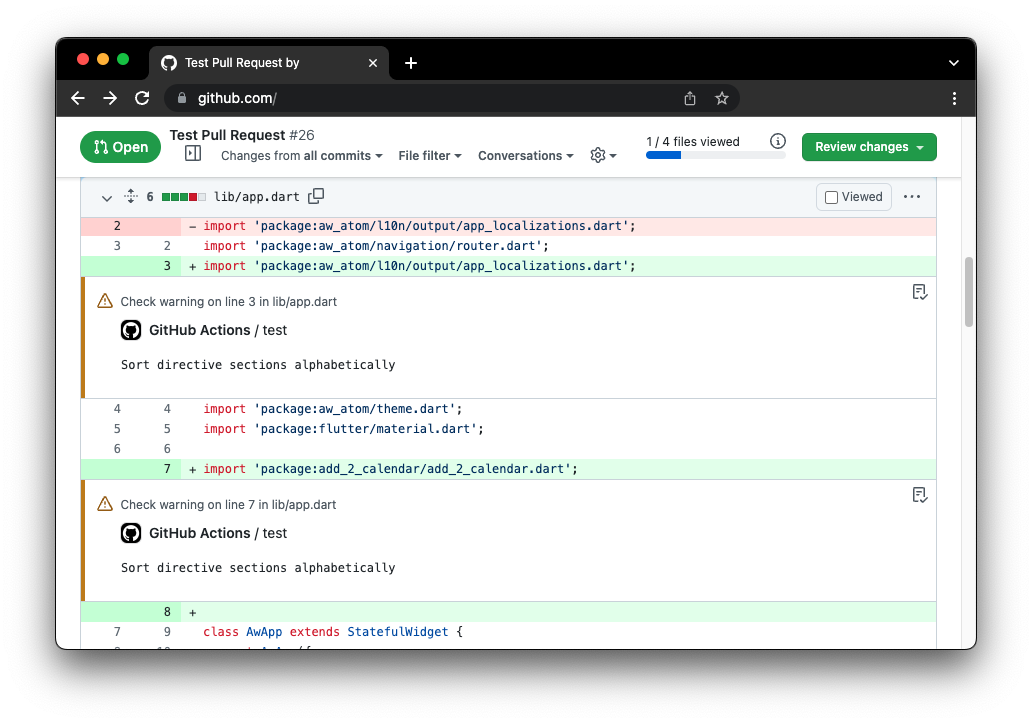 Test Pull Request by
github.com/
Open
Test Pull Request #26
Changes from all commits
File filter
Conversations
1 / 4 files viewed
Review changes
6 lib/app.dart
Viewed
2 - import 'package:aw_atom/l10n/output/app_localizations.dart';
3 2 import 'package:aw_atom/navigation/router.dart';
3 + import 'package:aw_atom/l10n/output/app_localizations.dart';
Check warning on line 3 in lib/app.dart
GitHub Actions / test
Sort directive sections alphabetically
4 4 import 'package:aw_atom/theme.dart';
5 5 import 'package:flutter/material.dart';
6 6
7 + import 'package:add_2_calendar/add_2_calendar.dart';
Check warning on line 7 in lib/app.dart
GitHub Actions / test
Sort directive sections alphabetically
8 +
7 9 class AwApp extends StatefulWidget {